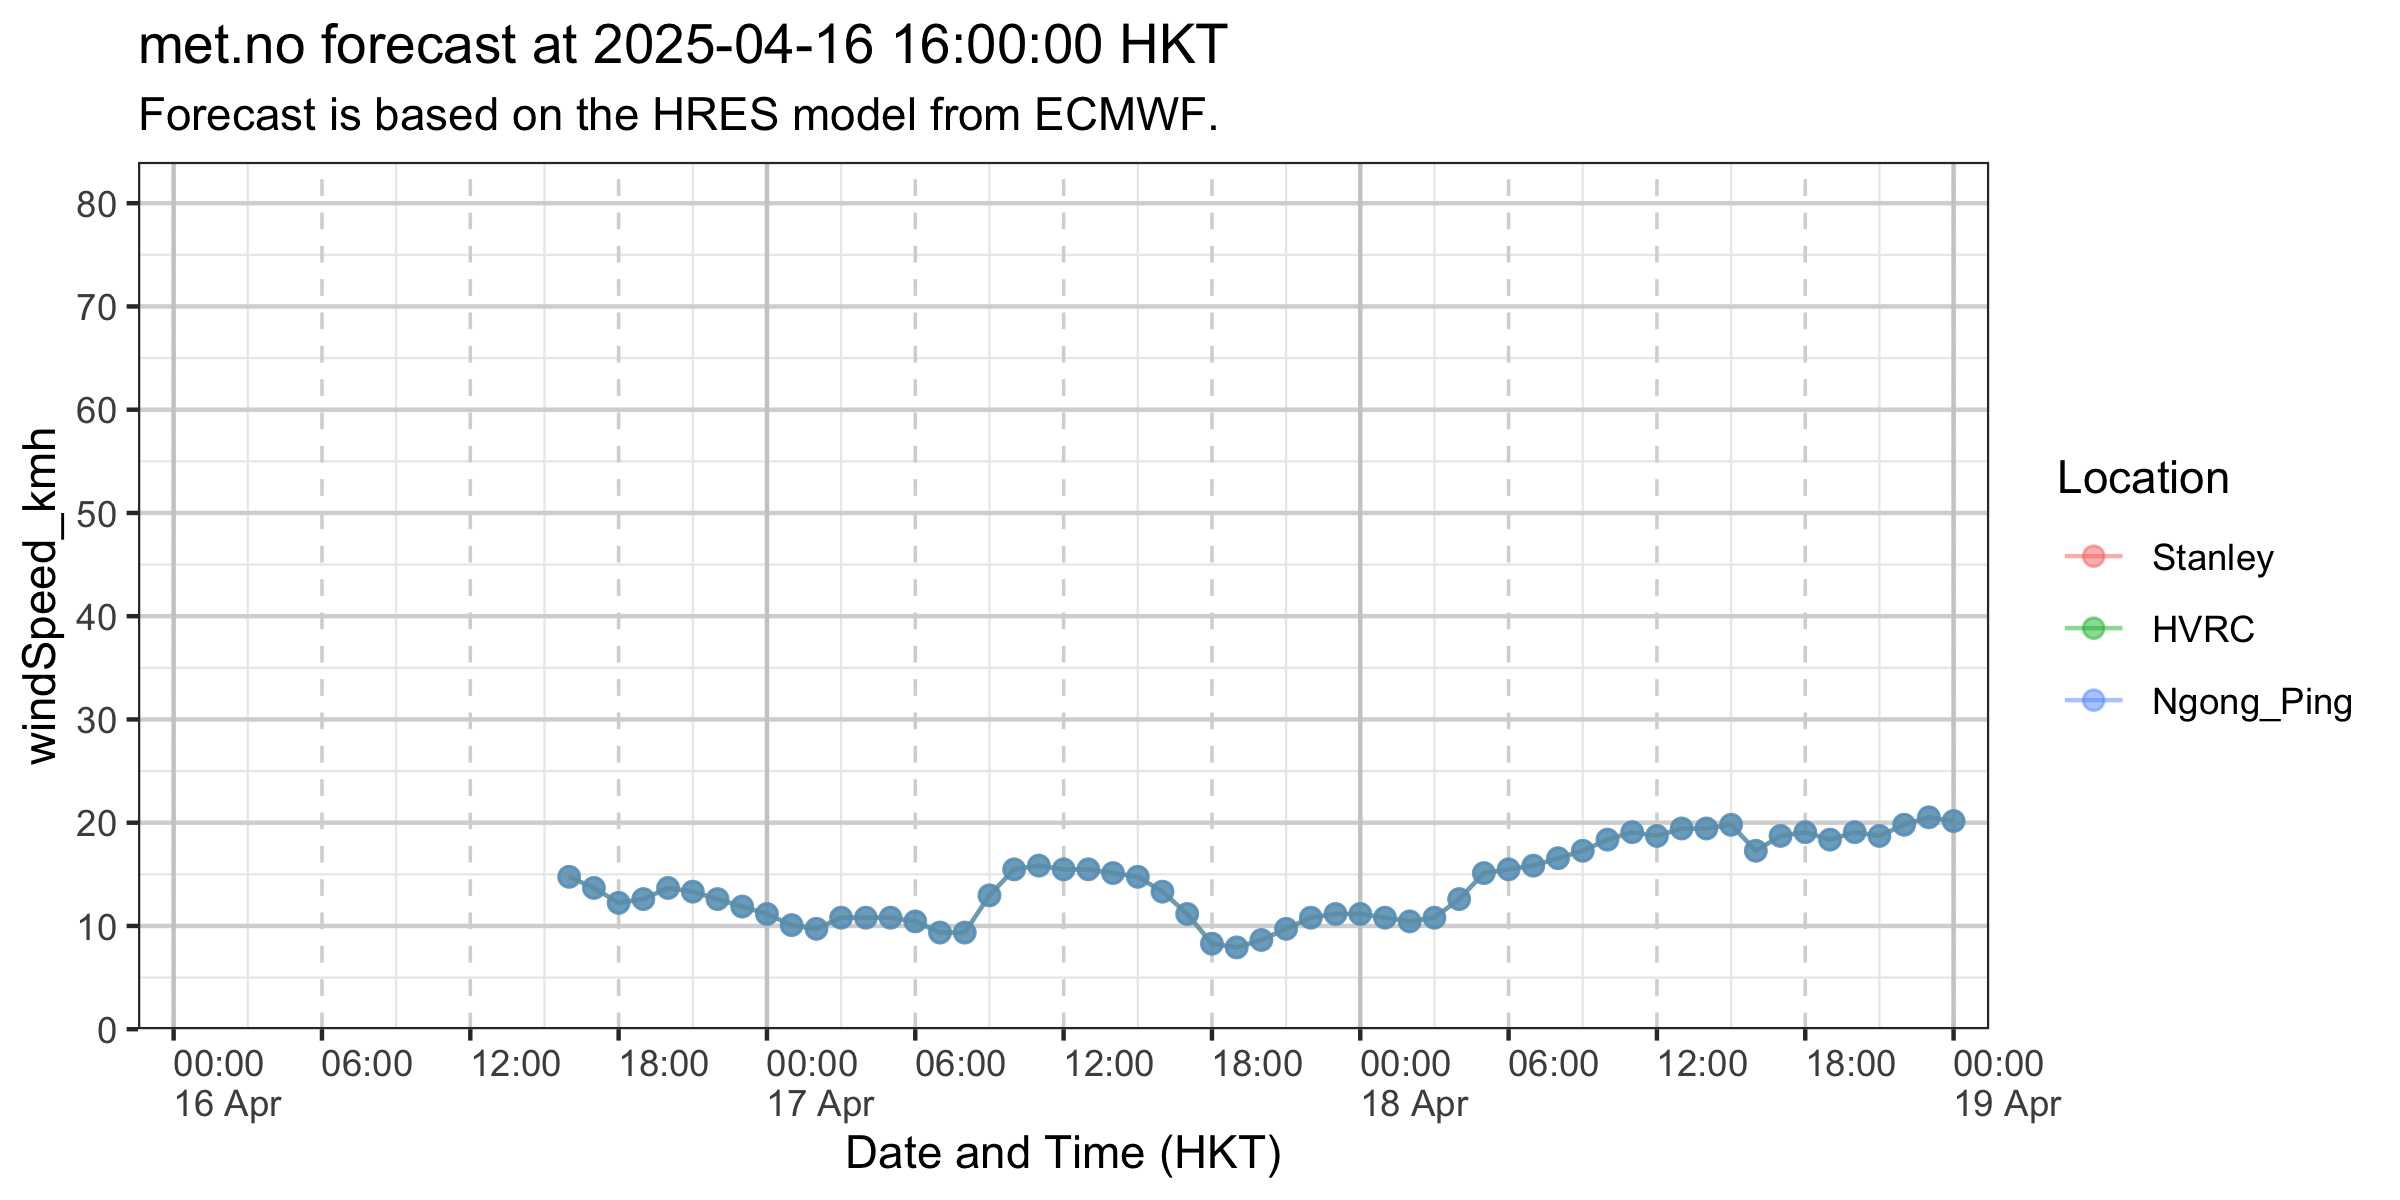 met.no forecast at 2025-04-16 16:00:00 HKT
Forecast is based on the HRES model from ECMWF.
windSpeed_kmh
80
70
60
50
40
30
20
10
0
00:00 06:00 12:00 18:00 00:00 06:00 12:00 18:00 00:00 06:00 12:00 18:00 00:00
16 Apr 17 Apr 18 Apr 19 Apr
Date and Time (HKT)
Location
Stanley
HVRC
Ngong_Ping